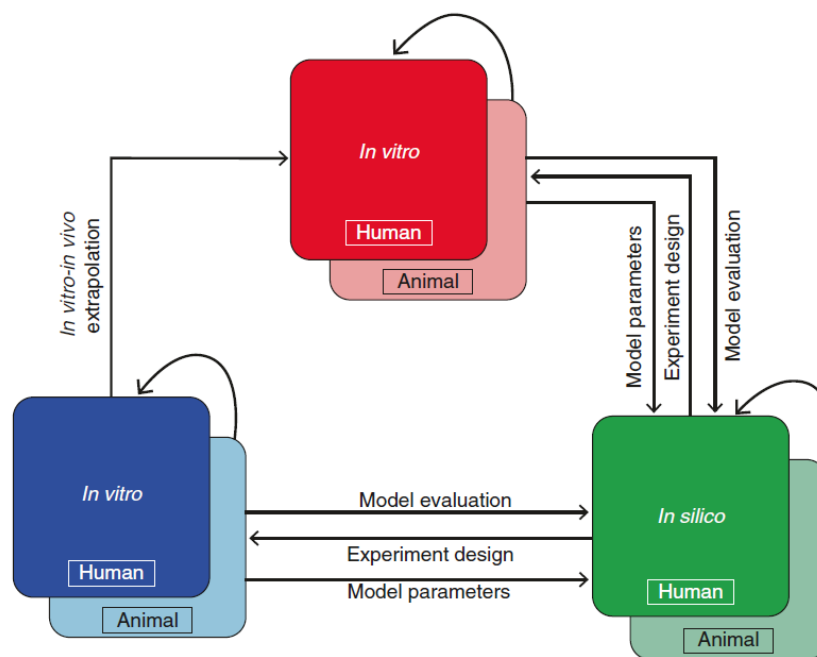 In vitro
Human
Animal
In vitro-in vivo
extrapolation
Model parameters
Experiment design
Model evaluation
In vitro
Human
Animal
Model evaluation
Experiment design
Model parameters
In silico
Human
Animal